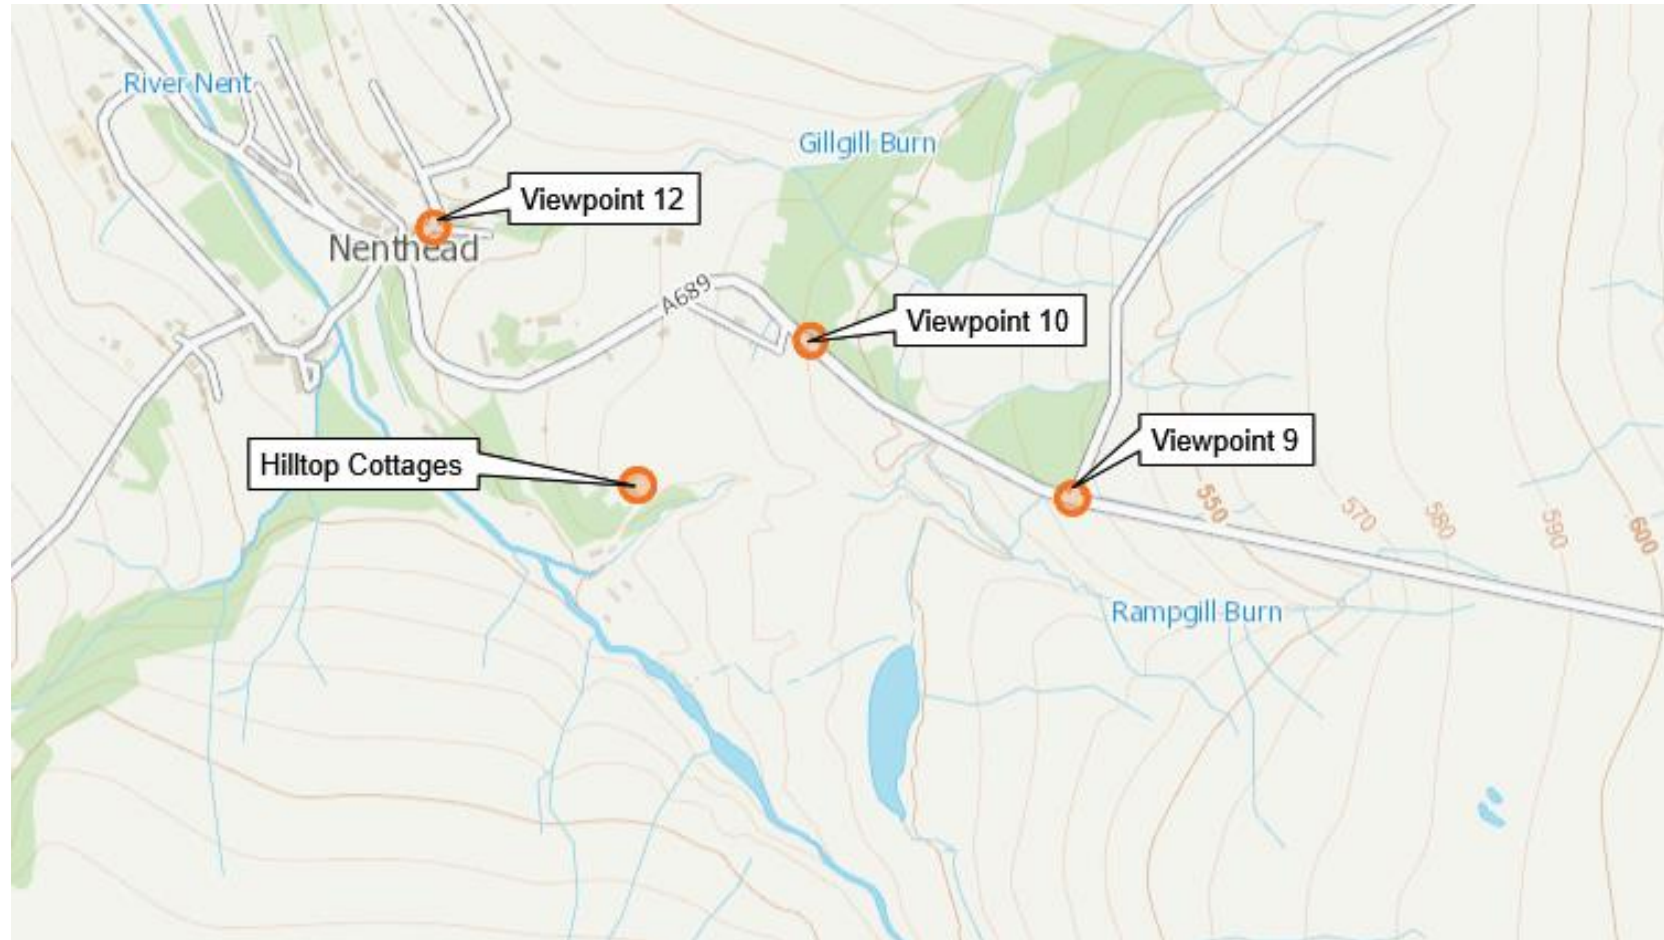 River Nent
Gillgill Burn
Viewpoint 12
Nenthead
A689
Viewpoint 10
Viewpoint 9
Hilltop Cottages
550
570
580
590
600
Rampgill Burn